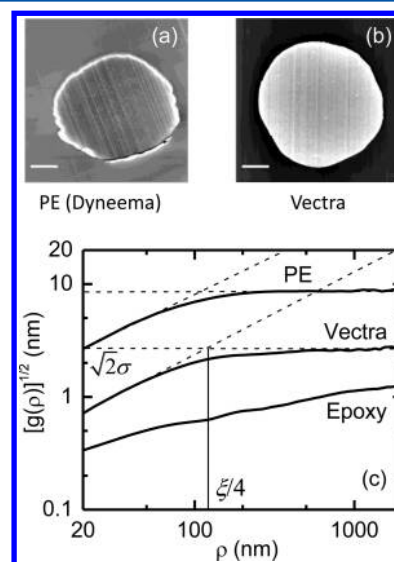 (a)
(b)
PE (Dyneema)
Vectra
20
10
1
0.1
[g(ρ)]^1/2 (nm)
PE
Vectra
√2σ
Epoxy
ξ/4
(c)
20
100
1000
ρ (nm)